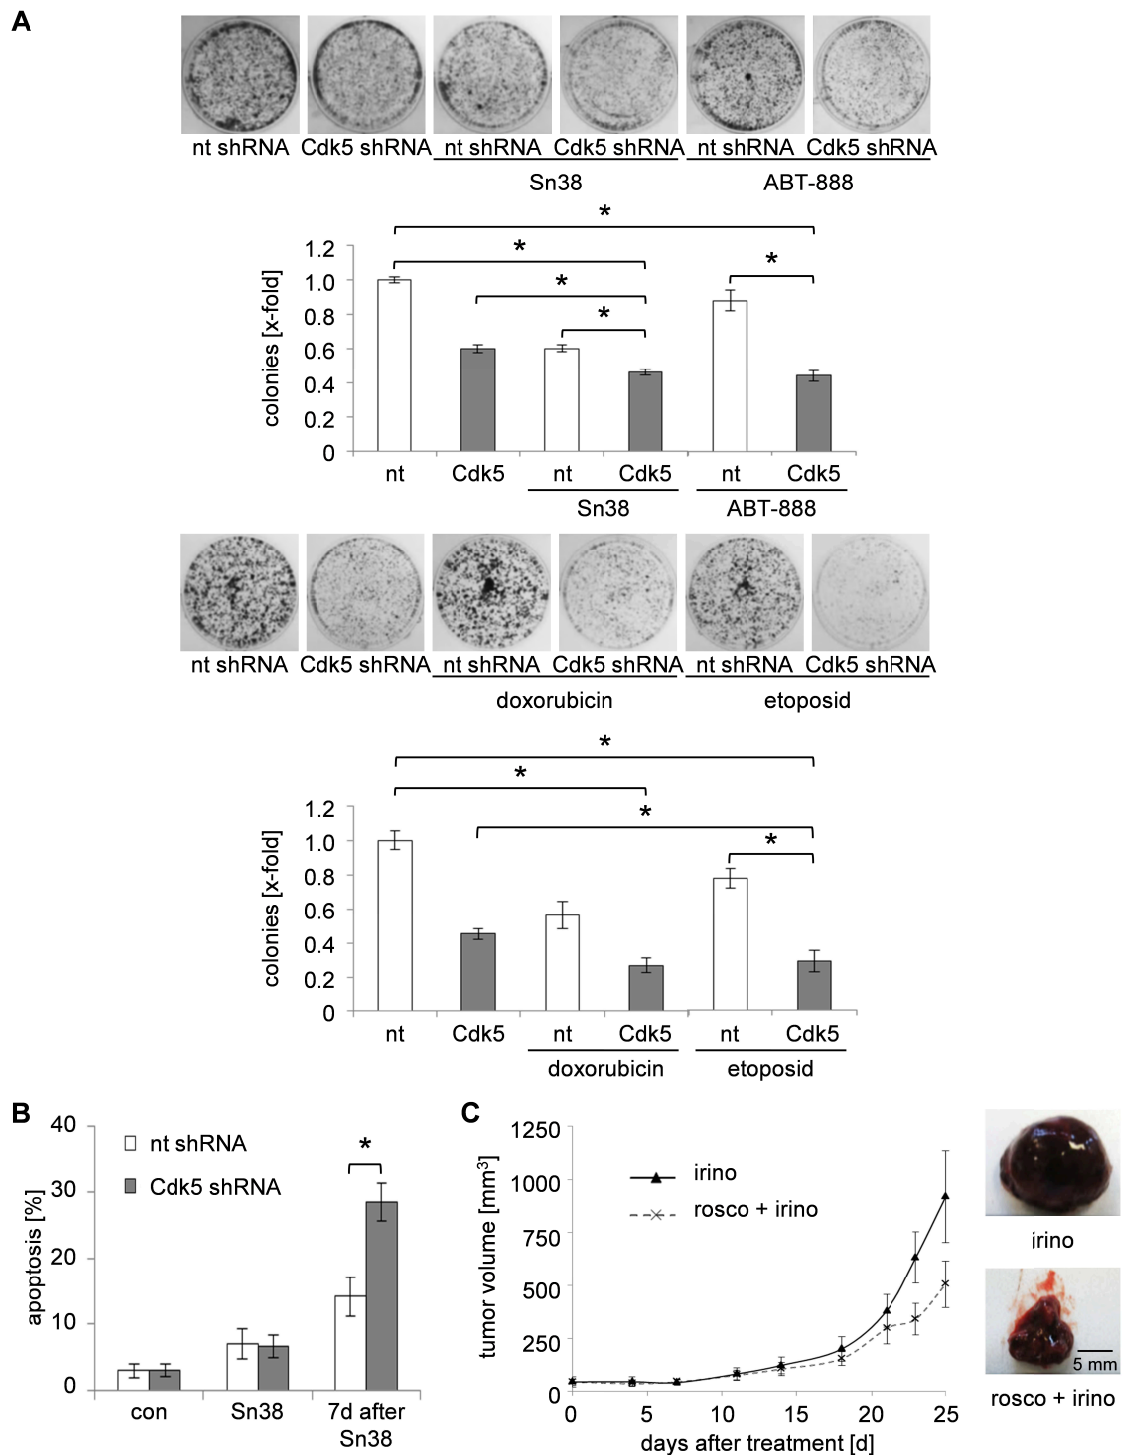 A
nt shRNA Cdk5 shRNA nt shRNA Cdk5 shRNA nt shRNA Cdk5 shRNA
Sn38 ABT-888
*
*
*
*
*
colonies [x-fold]
1.2
1.0
0.8
0.6
0.4
0.2
0
nt Cdk5 nt Cdk5 nt Cdk5
Sn38 ABT-888
nt shRNA Cdk5 shRNA nt shRNA Cdk5 shRNA nt shRNA Cdk5 shRNA
doxorubicin etoposid
*
*
*
*
colonies [x-fold]
1.2
1.0
0.8
0.6
0.4
0.2
0
nt Cdk5 nt Cdk5 nt Cdk5
doxorubicin etoposid
B
apoptosis [%]
40
30
20
10
0
nt shRNA
Cdk5 shRNA
*
con Sn38 7d after
Sn38
C
tumor volume [mm³]
1250
1000
750
500
250
0
irino
rosco + irino
0 5 10 15 20 25
days after treatment [d]
irino
5 mm
rosco + irino